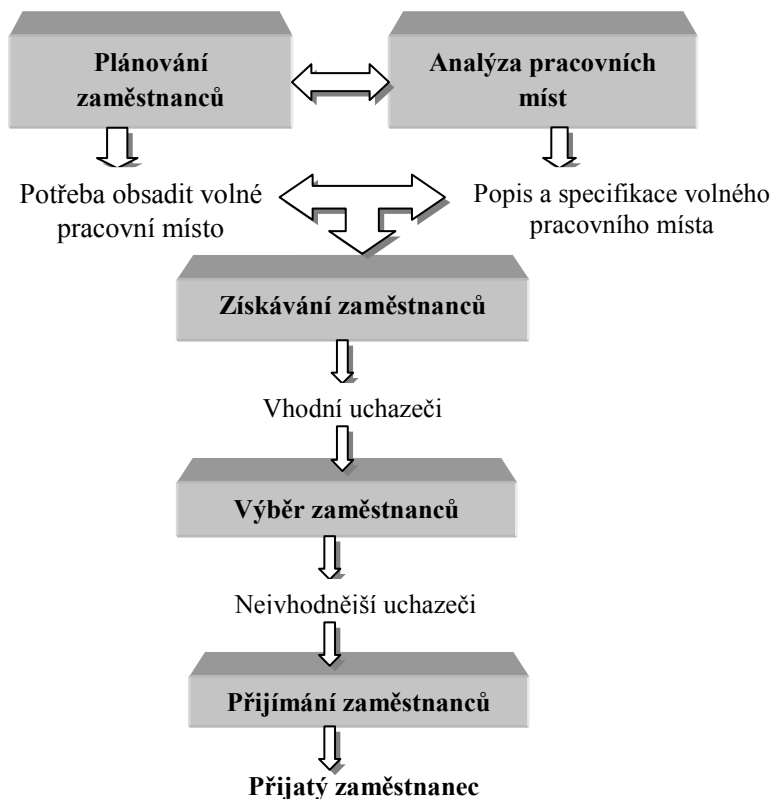 Plánování
zaměstnanců
Analýza pracovních
míst
Potřeba obsadit volné
pracovní místo
Popis a specifikace volného
pracovního místa
Získávání zaměstnanců
Vhodní uchazeči
Výběr zaměstnanců
Nejvhodnější uchazeči
Přijímání zaměstnanců
Přijatý zaměstnanec